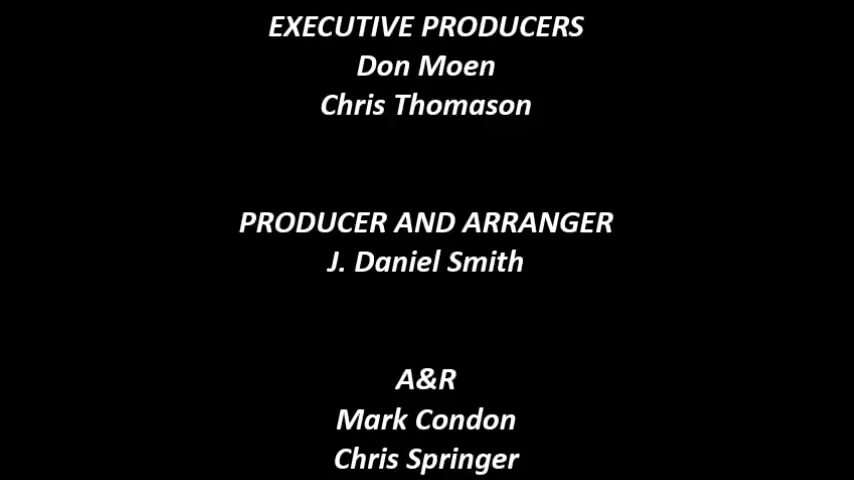 EXECUTIVE PRODUCERS
Don Moen
Chris Thomason
PRODUCER AND ARRANGER
J. Daniel Smith
A&R
Mark Condon
Chris Springer